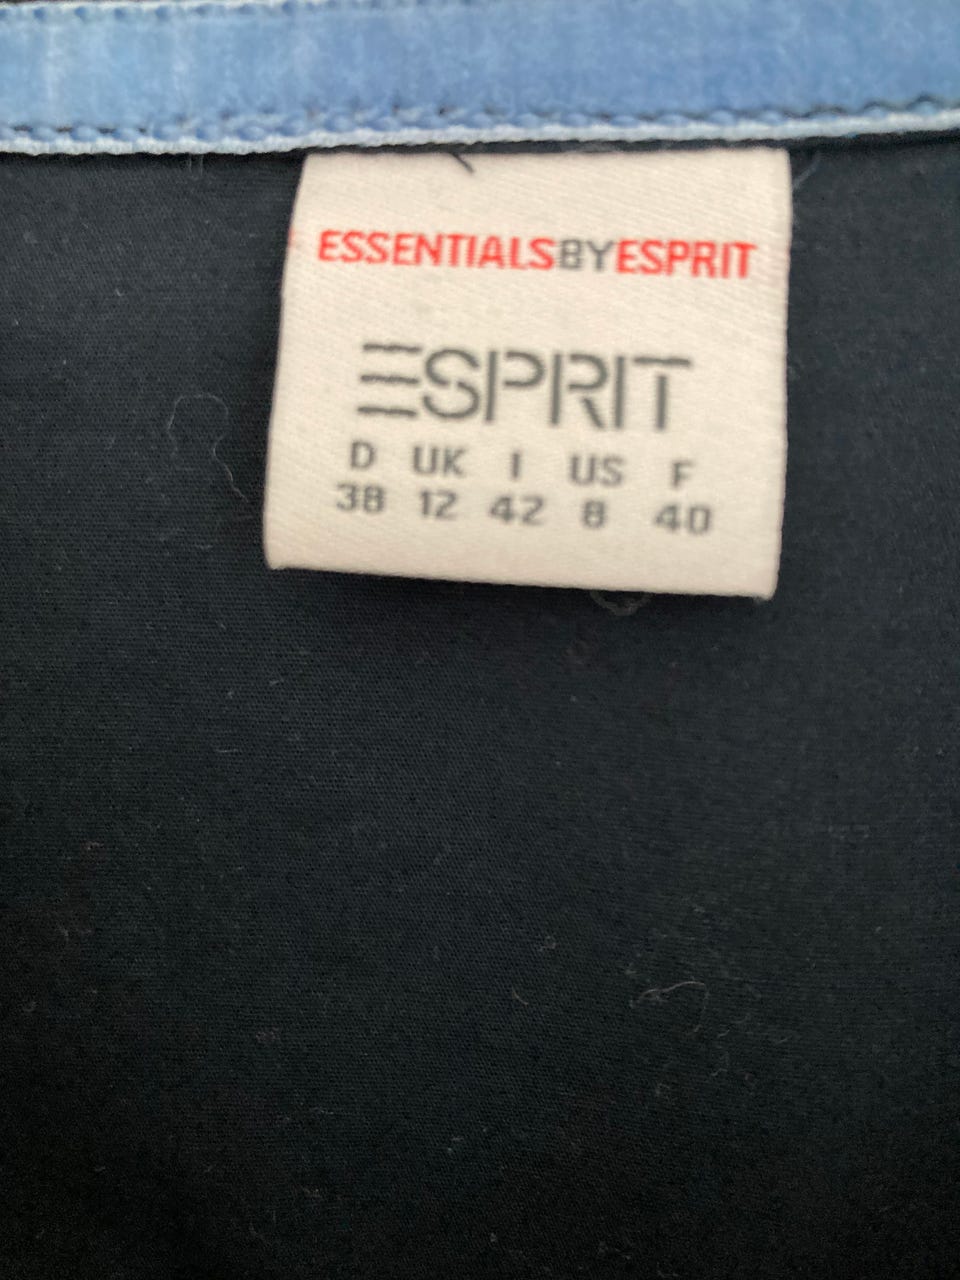 ESSENTIALSBYESPRIT
ESPRIT
D UK I US F
38 12 42 8 40